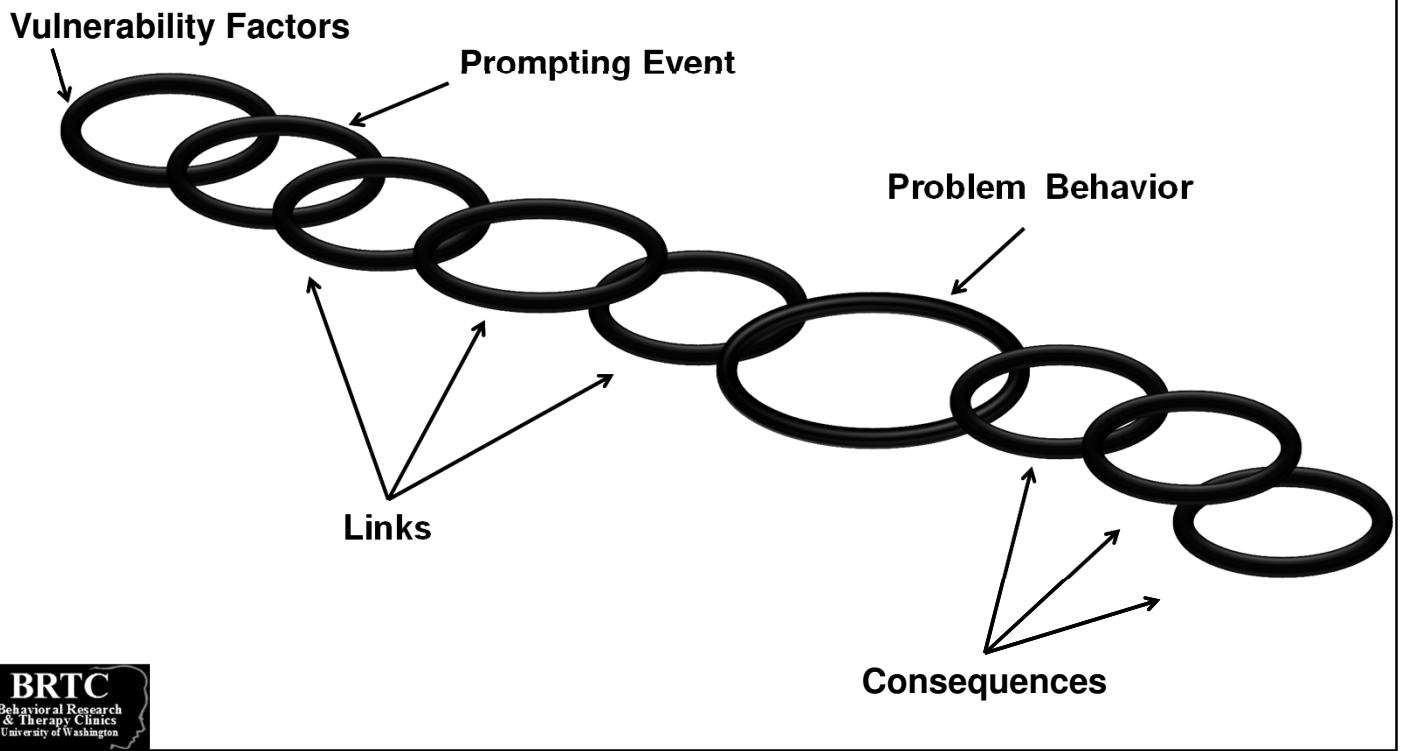 Vulnerability Factors
Prompting Event
Problem Behavior
Links
Consequences
BRTC
Behavioral Research
& Therapy Clinics
University of Washington